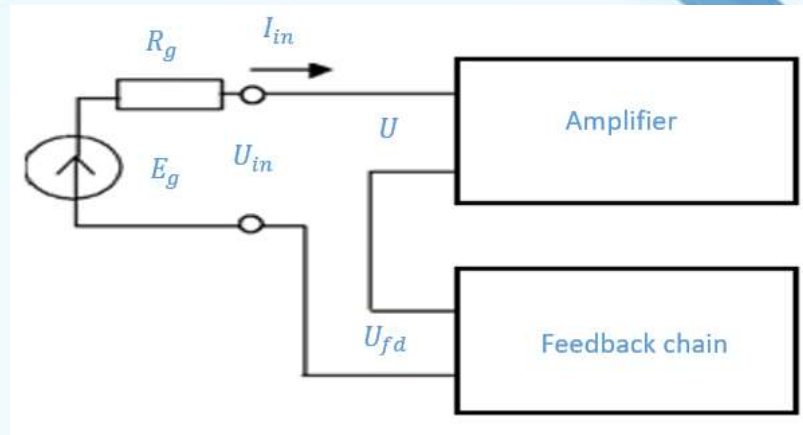 R_g
I_in
U
Amplifier
U_in
E_g
U_fd
Feedback chain